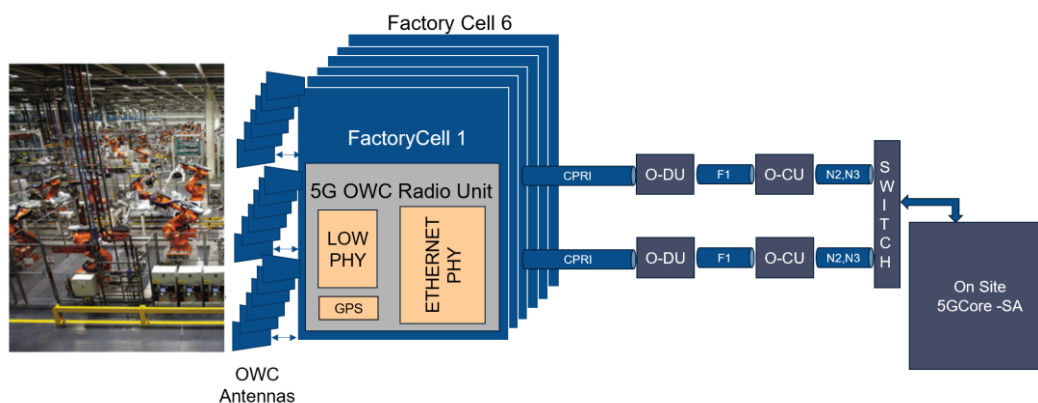 Factory Cell 6
FactoryCell 1
5G OWC Radio Unit
LOW
PHY
GPS
ETHERNET
PHY
OWC
Antennas
CPRI
O-DU
F1
O-CU
N2,N3
CPRI
O-DU
F1
O-CU
N2,N3
SWITCH
On Site
5GCore -SA